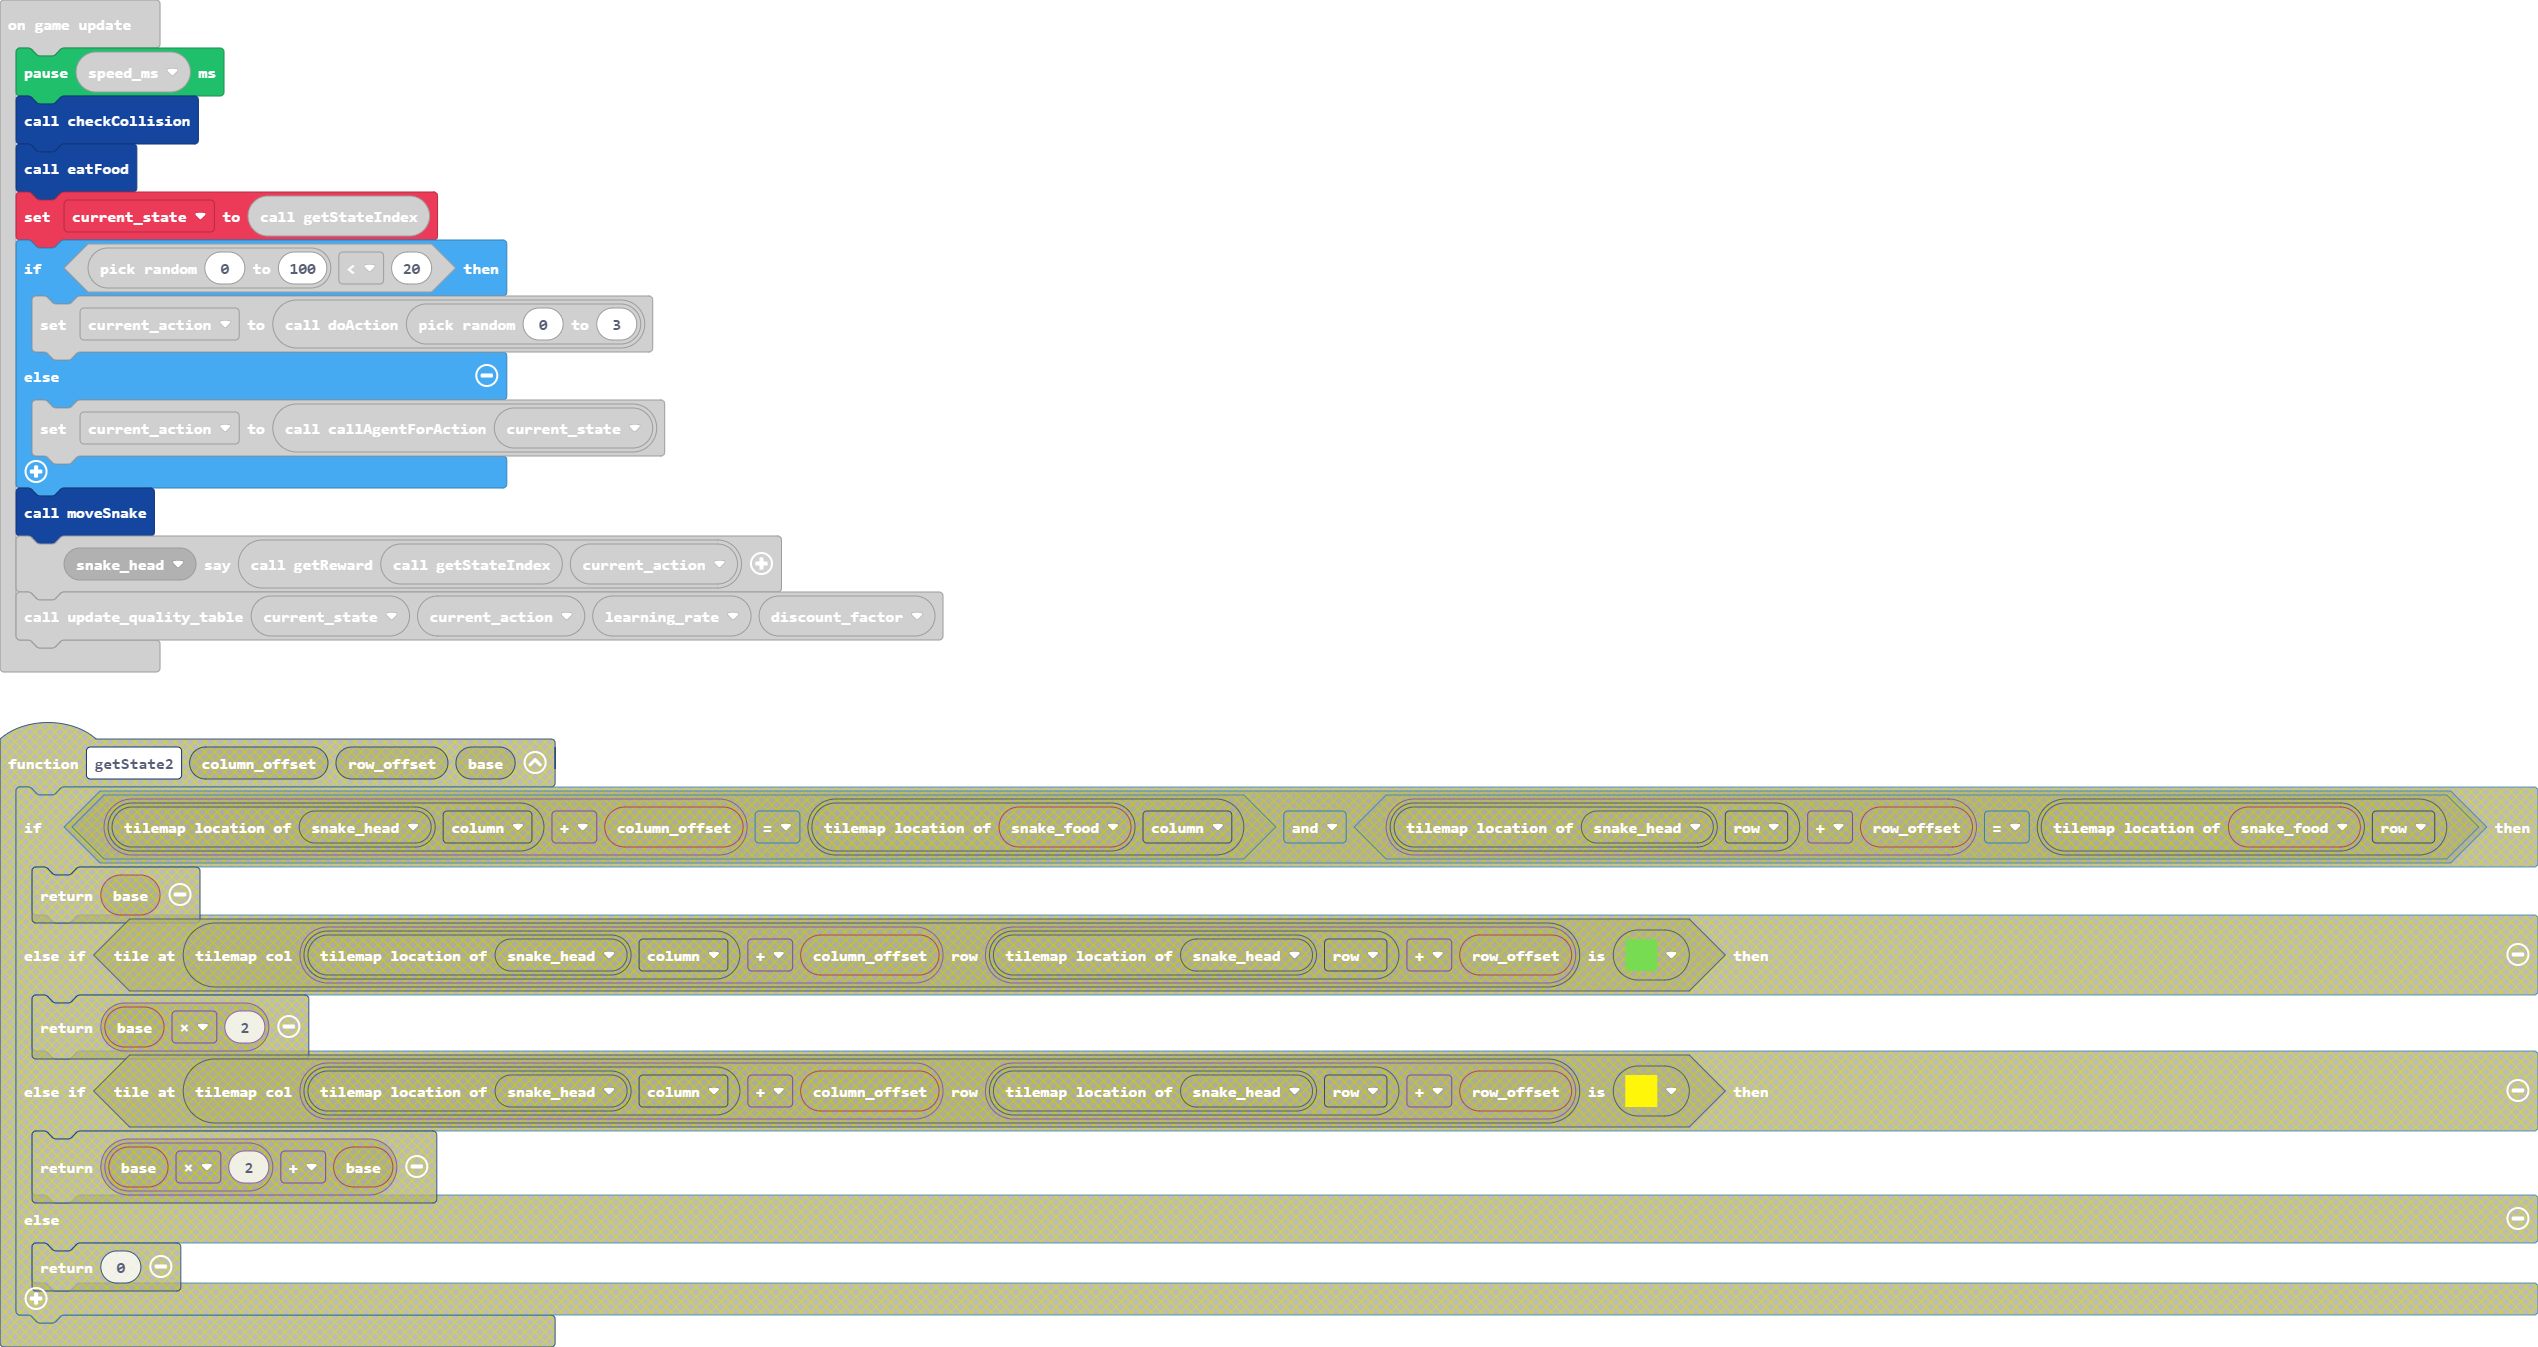 on game update
pause speed_ms ms
call checkCollision
call eatFood
set current_state to call getStateIndex
if pick random 0 to 100 < 20 then
set current_action to call doAction pick random 0 to 3
else
set current_action to call callAgentForAction current_state
call moveSnake
snake_head say call getReward call getStateIndex current_action
call update_quality_table current_state current_action learning_rate discount_factor
function getState2 column_offset row_offset base
if tilemap location of snake_head column + column_offset = tilemap location of snake_food column and tilemap location of snake_head row + row_offset = tilemap location of snake_food row then
return base
else if tile at tilemap col tilemap location of snake_head column + column_offset row tilemap location of snake_head row + row_offset is then
return base × 2
else if tile at tilemap col tilemap location of snake_head column + column_offset row tilemap location of snake_head row + row_offset is then
return base × 2 + base
else
return 0